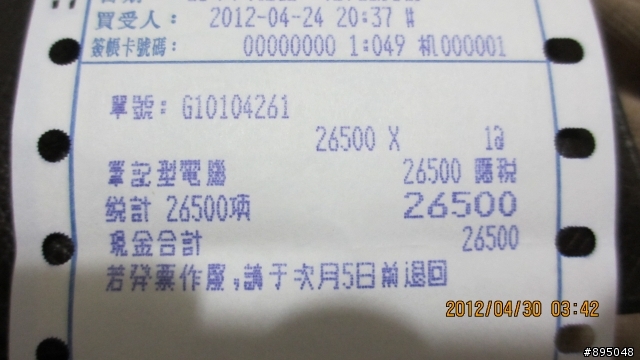 買受人： 2012-04-24 20:37 #
簽帳卡號碼： 00000000 1:049 机000001
單號：G10104261
26500 X 1a
筆記型電腦 26500 應稅
統計 26500項 26500
現金合計 26500
若發票作廢，請于次月5日前退回
2012/04/30 03:42
#895048